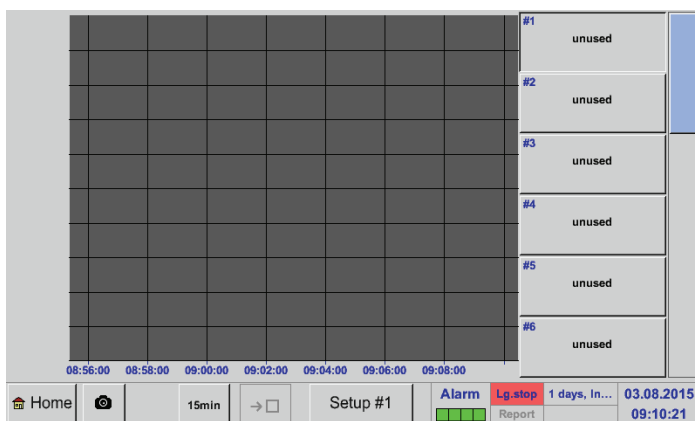 #1
unused
#2
unused
#3
unused
#4
unused
#5
unused
#6
unused
08:56:00 08:58:00 09:00:00 09:02:00 09:04:00 09:06:00 09:08:00
Home 15min Setup #1 Alarm Lg.stop 1 days, In... 03.08.2015
Report 09:10:21